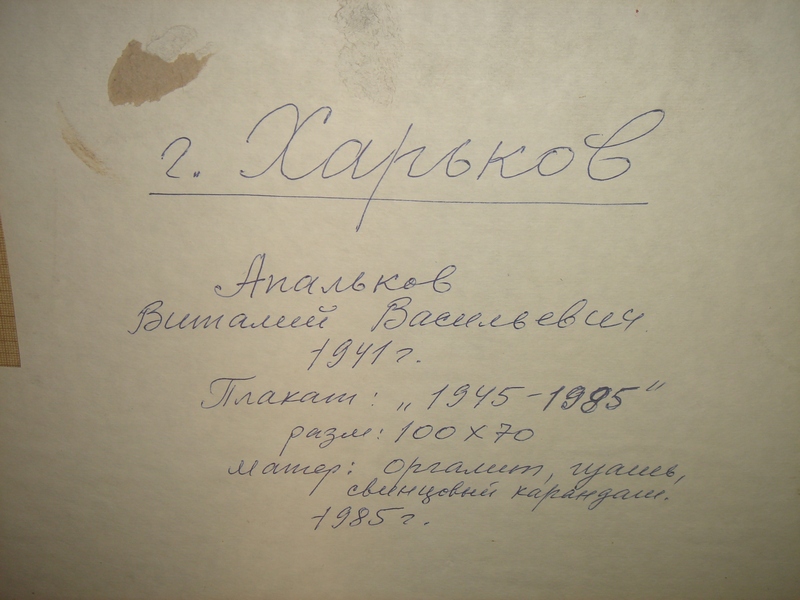 г. Харьков
Апальков
Виталий Васильевич
1941 г.
Плакат: „1945-1985"
разм: 100 х 70
матер: оргалит, гуашь,
свинцовый карандаш.
1985 г.